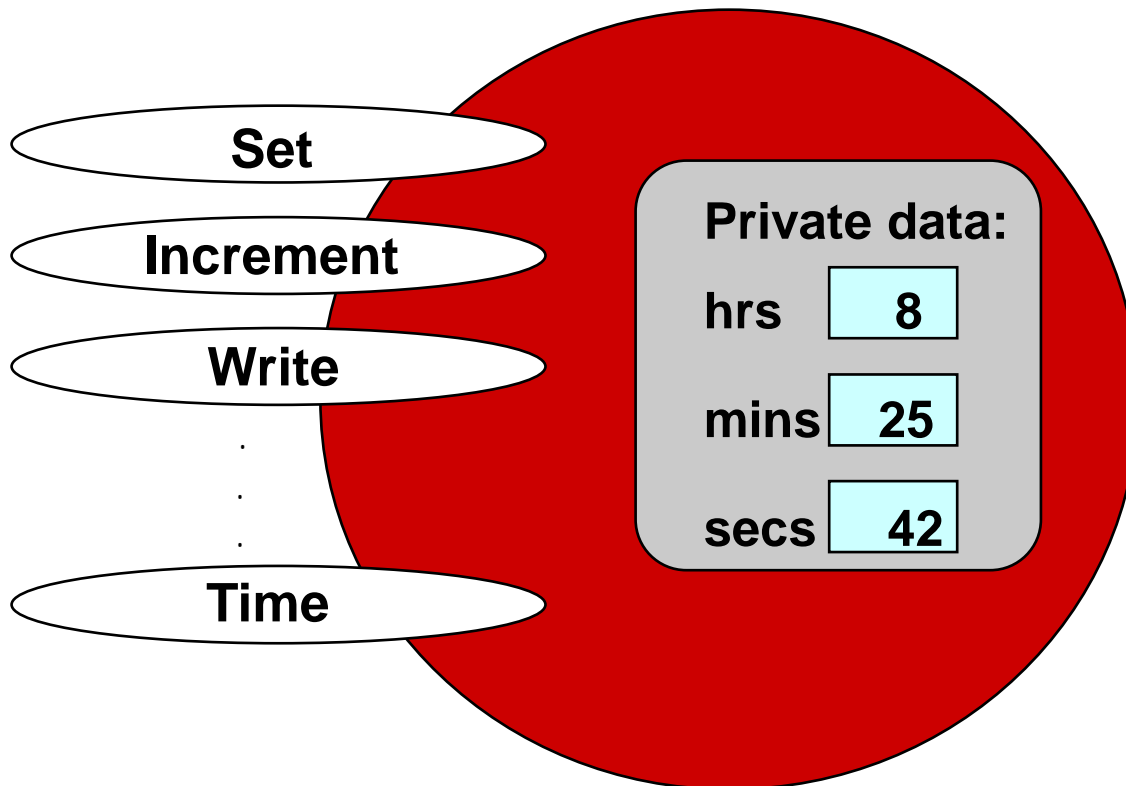 Set
Increment
Write
.
.
.
Time
Private data:
hrs 8
mins 25
secs 42